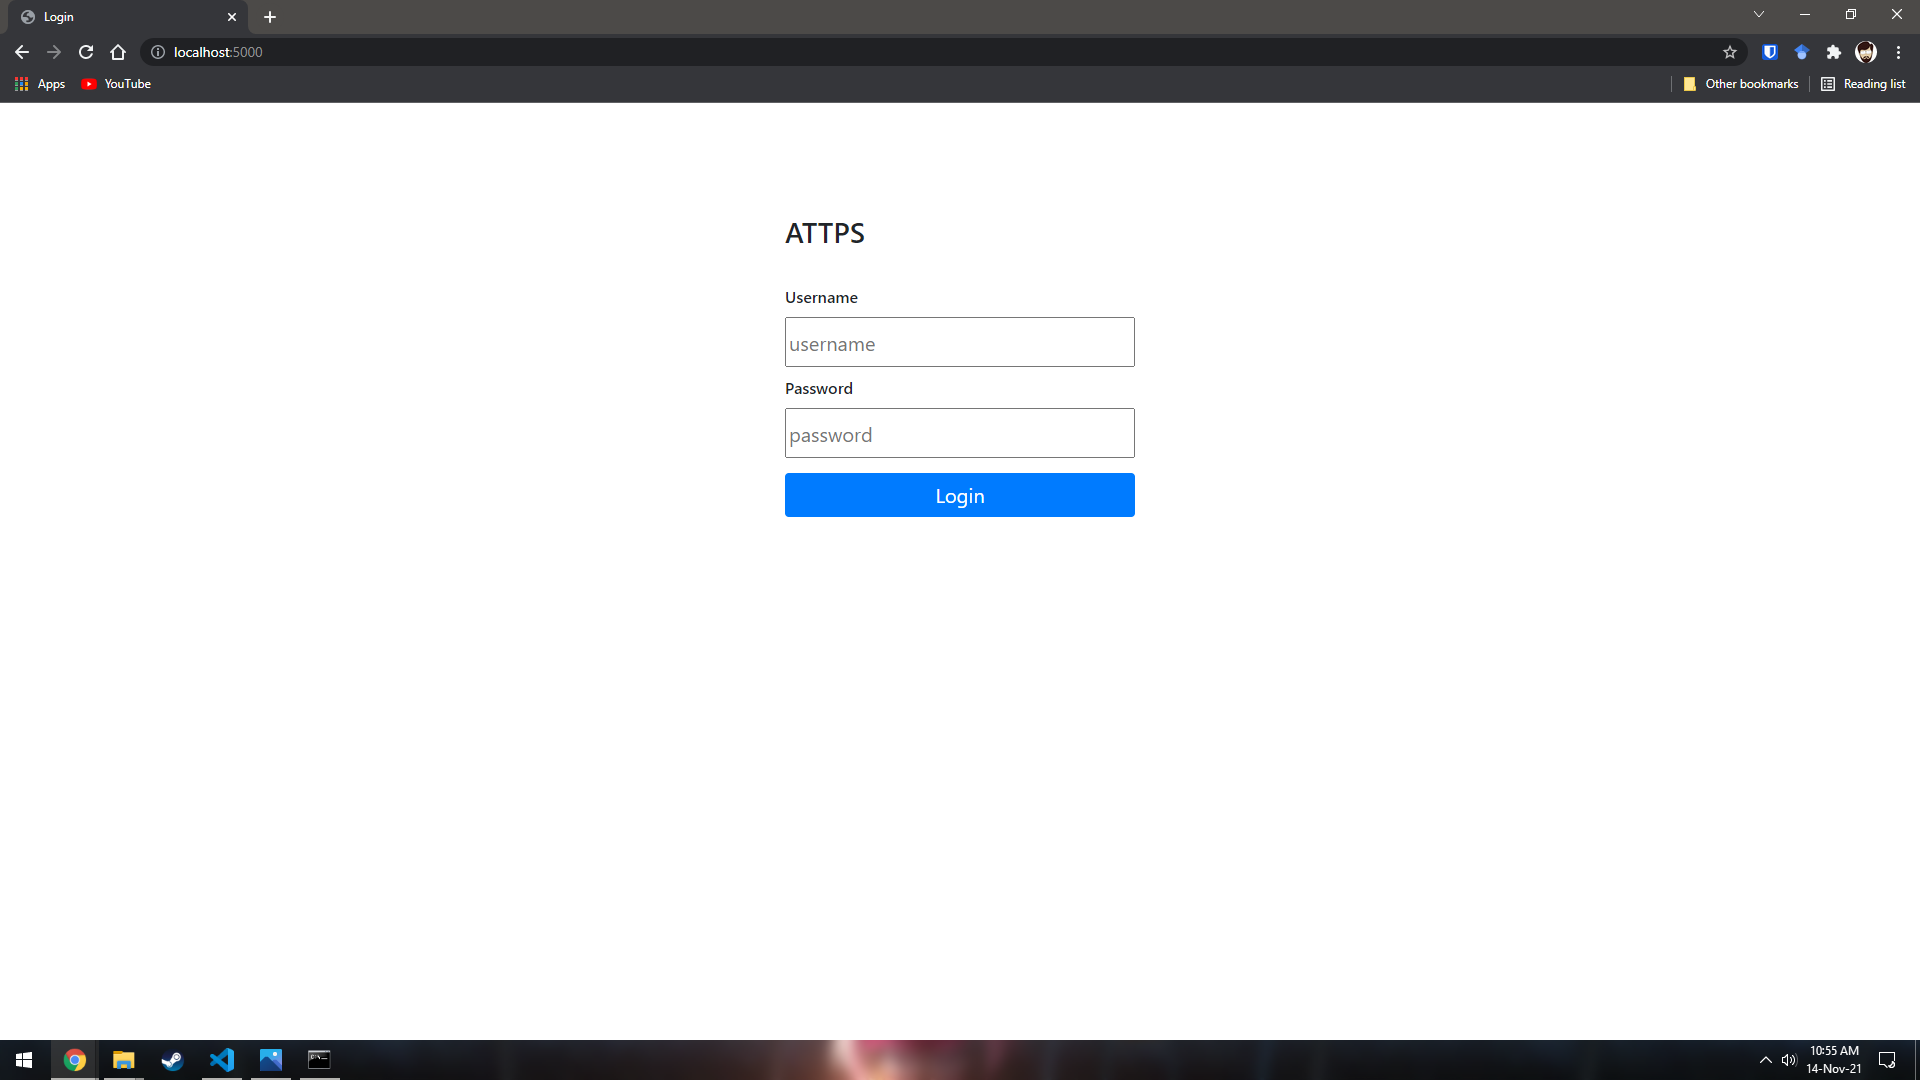 Login
localhost:5000
Apps
YouTube
Other bookmarks
Reading list
ATTPS
Username
username
Password
password
Login
10:55 AM
14-Nov-21